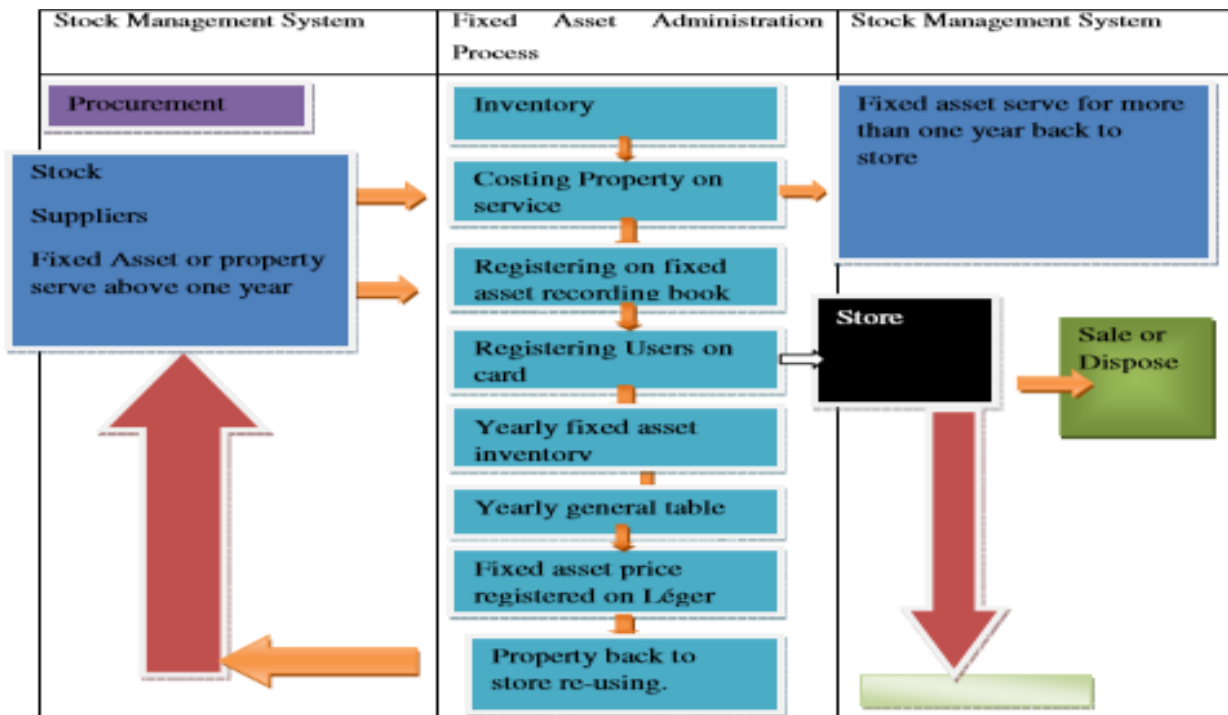 Stock Management System
Fixed Asset Administration
Process
Stock Management System
Procurement
Stock
Suppliers
Fixed Asset or property
serve above one year
Inventory
Costing Property on
service
Registering on fixed
asset recording book
Registering Users on
card
Yearly fixed asset
inventory
Yearly general table
Fixed asset price
registered on Léger
Property back to
store re-using.
Fixed asset serve for more
than one year back to
store
Store
Sale or
Dispose